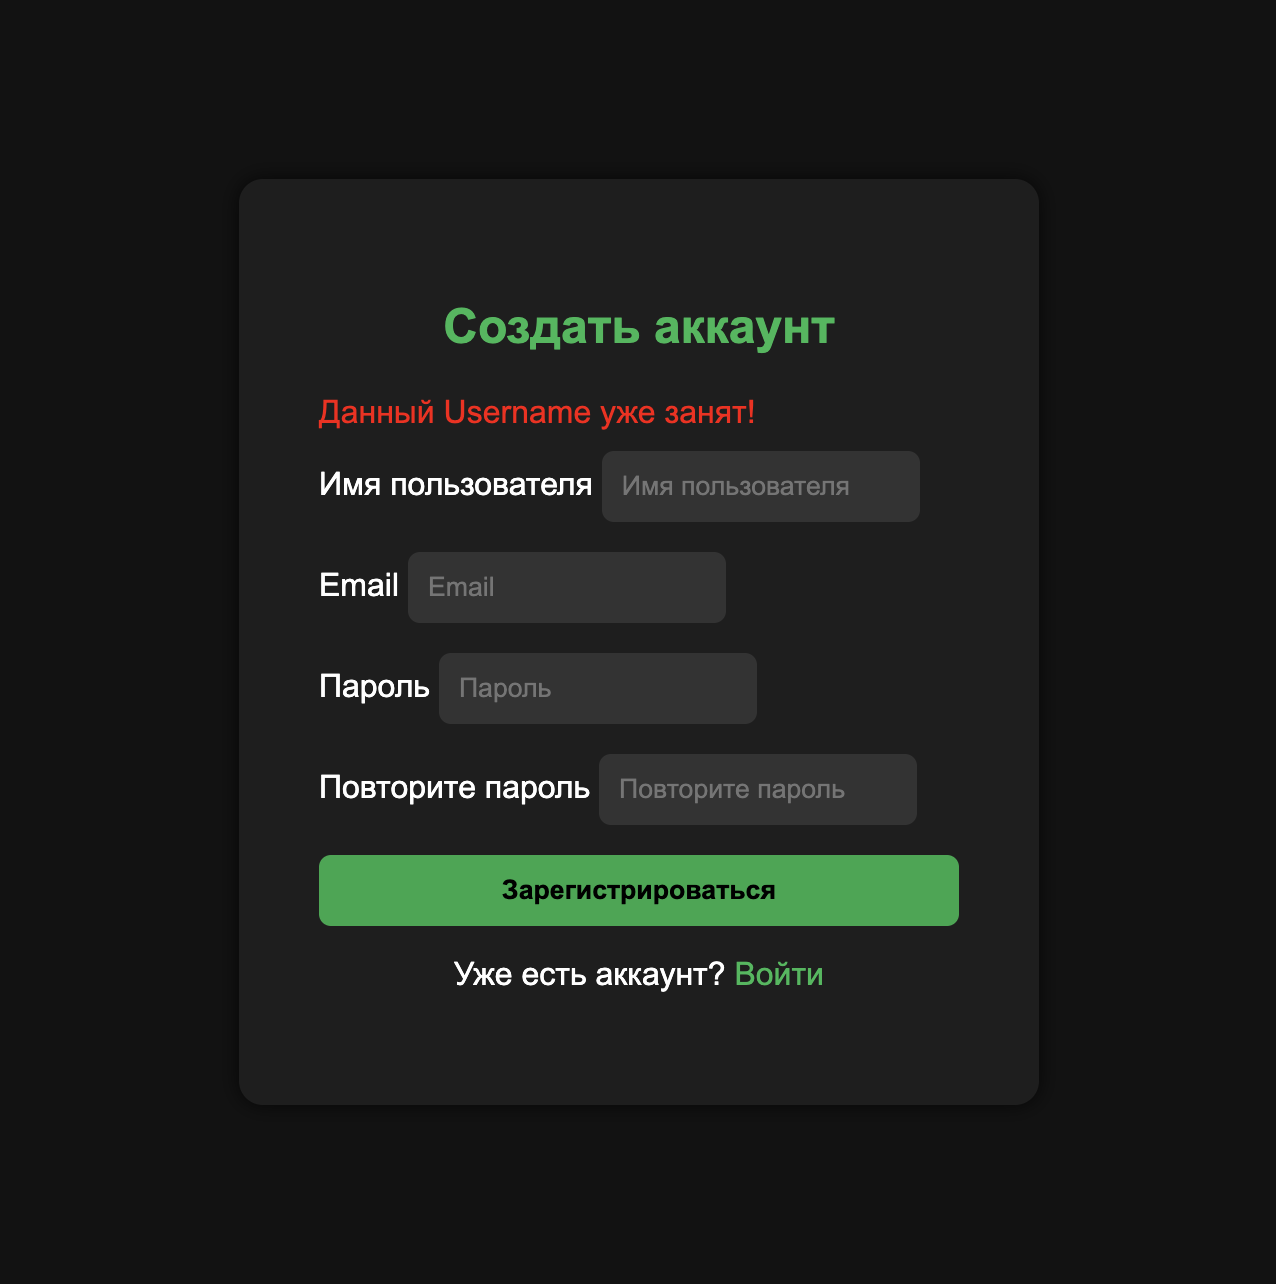 Создать аккаунт
Данный Username уже занят!
Имя пользователя Имя пользователя
Email Email
Пароль Пароль
Повторите пароль Повторите пароль
Зарегистрироваться
Уже есть аккаунт? Войти